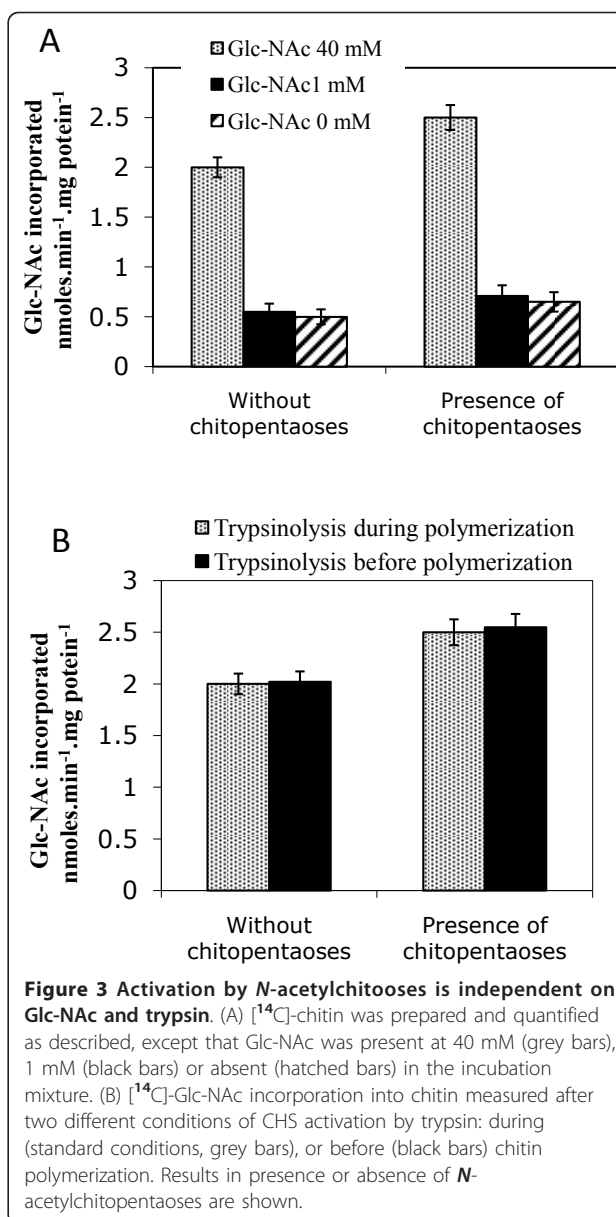 A
Glc-NAc 40 mM
Glc-NAc1 mM
Glc-NAc 0 mM
Glc-NAc incorporated
nmoles.min-1.mg potein-1
3
2.5
2
1.5
1
0.5
0
Without
chitopentaoses
Presence of
chitopentaoses
B
Trypsinolysis during polymerization
Trypsinolysis before polymerization
Glc-NAc incorporated
nmoles.min-1.mg potein-1
3
2.5
2
1.5
1
0.5
0
Without
chitopentaoses
Presence of
chitopentaoses
Figure 3 Activation by N-acetylchitooses is independent on
Glc-NAc and trypsin. (A) [14C]-chitin was prepared and quantified
as described, except that Glc-NAc was present at 40 mM (grey bars),
1 mM (black bars) or absent (hatched bars) in the incubation
mixture. (B) [14C]-Glc-NAc incorporation into chitin measured after
two different conditions of CHS activation by trypsin: during
(standard conditions, grey bars), or before (black bars) chitin
polymerization. Results in presence or absence of N-
acetylchitopentaoses are shown.